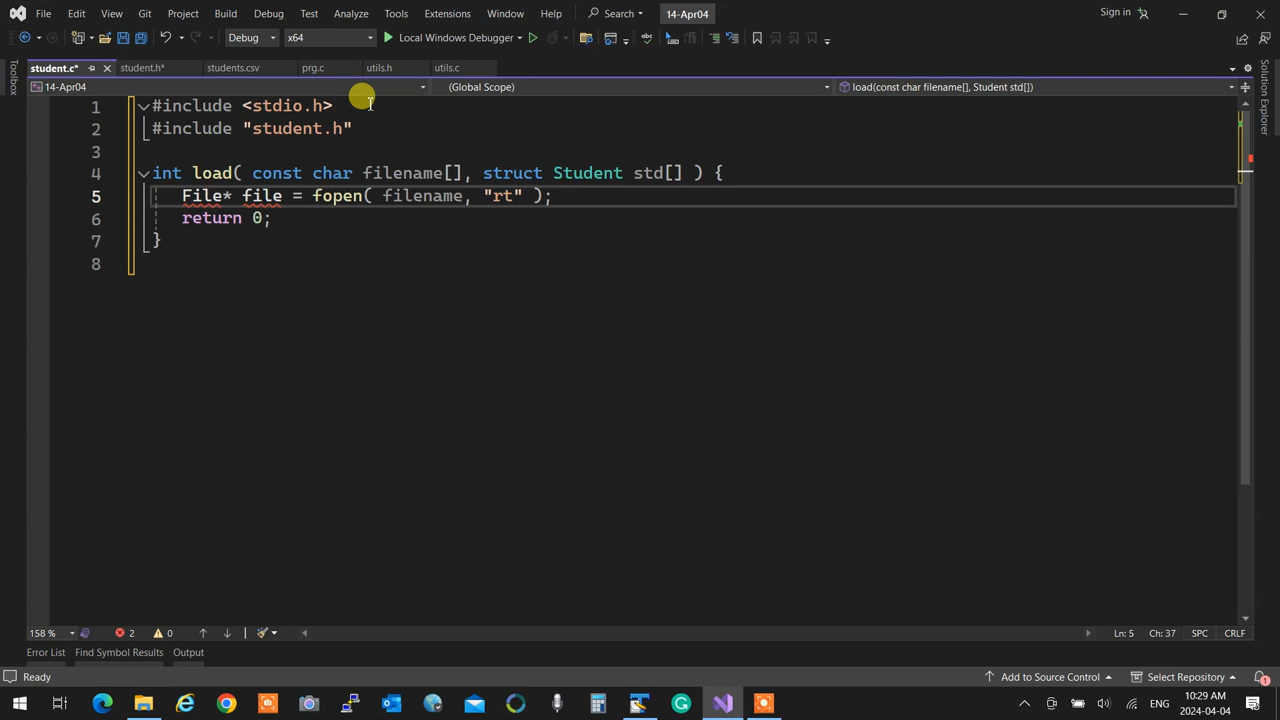 File Edit View Git Project Build Debug Test Analyze Tools Extensions Window Help Search 14-Apr04 Sign in
Debug x64 Local Windows Debugger
student.c* student.h* students.csv prg.c utils.h utils.c
Toolbox
Solution Explorer
14-Apr04 (Global Scope) load(const char filename[], Student std[])
1 #include <stdio.h>
2 #include "student.h"
3
4 int load( const char filename[], struct Student std[] ) {
5 File* file = fopen( filename, "rt" );
6 return 0;
7 }
8
158 % 2 0 Ln: 5 Ch: 37 SPC CRLF
Error List Find Symbol Results Output
Ready Add to Source Control Select Repository 1
ENG 10:29 AM
2024-04-04